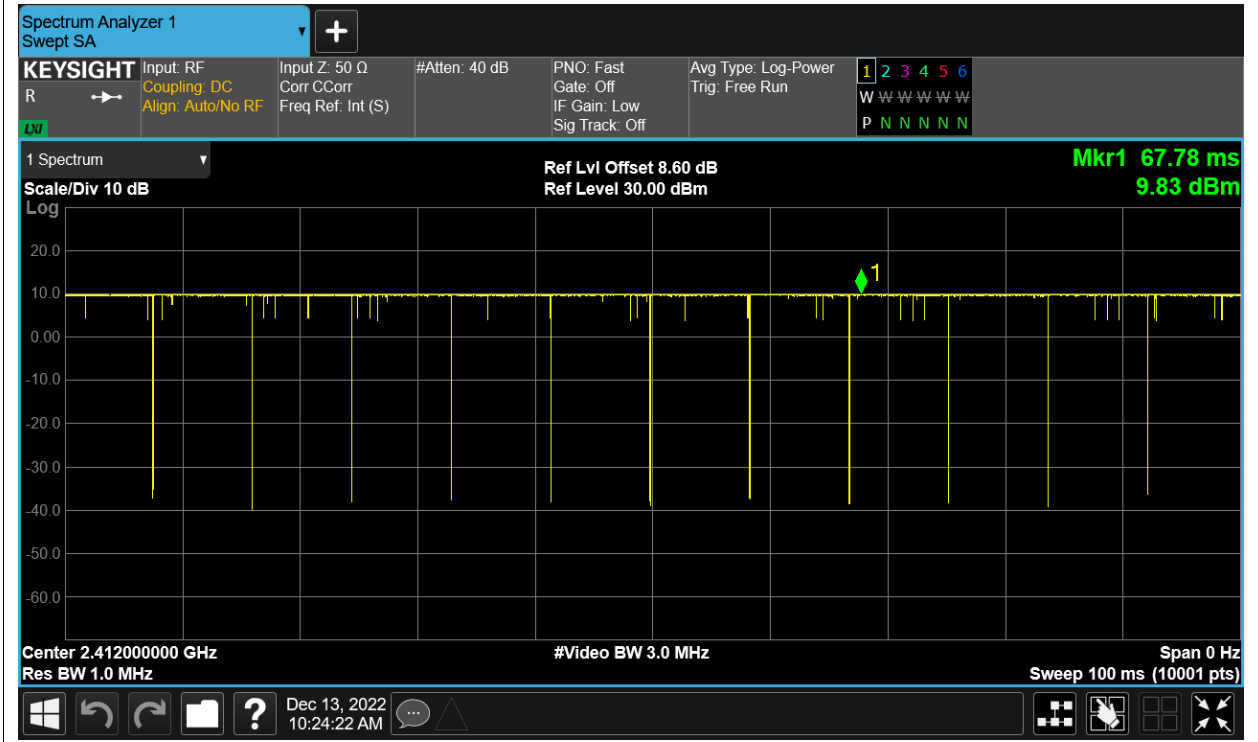 Spectrum Analyzer 1
Swept SA
KEYSIGHT
R
LXI
Input: RF
Coupling: DC
Align: Auto/No RF
Input Z: 50 Ω
Corr CCorr
Freq Ref: Int (S)
#Atten: 40 dB
PNO: Fast
Gate: Off
IF Gain: Low
Sig Track: Off
Avg Type: Log-Power
Trig: Free Run
1 2 3 4 5 6
W W W W W W
P N N N N N
1 Spectrum
Scale/Div 10 dB
Log
Ref Lvl Offset 8.60 dB
Ref Level 30.00 dBm
Mkr1 67.78 ms
9.83 dBm
1
20.0
10.0
0.00
-10.0
-20.0
-30.0
-40.0
-50.0
-60.0
Center 2.412000000 GHz
#Video BW 3.0 MHz
Span 0 Hz
Res BW 1.0 MHz
Sweep 100 ms (10001 pts)
?
Dec 13, 2022
10:24:22 AM